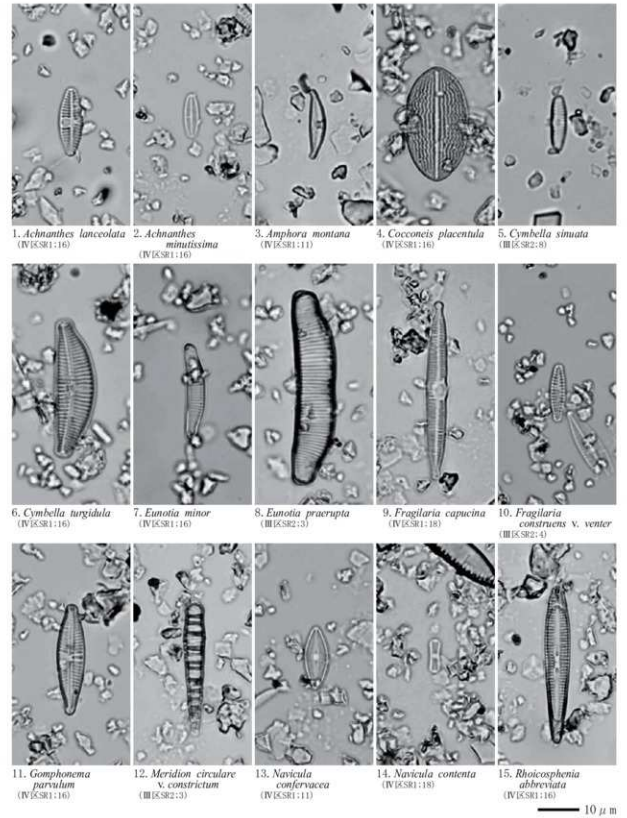 1. Achnanthes lanceolata
(Ⅳ区SR1;16)
2. Achnanthes
minutissima
(Ⅳ区SR1;16)
3. Amphora montana
(Ⅳ区SR1;11)
4. Cocconeis placentula
(Ⅳ区SR1;16)
5. Cymbella sinuata
(Ⅲ区SR2;8)
6. Cymbella turgidula
(Ⅳ区SR1;16)
7. Eunotia minor
(Ⅳ区SR1;16)
8. Eunotia praerupta
(Ⅲ区SR2;3)
9. Fragilaria capucina
(Ⅳ区SR1;18)
10. Fragilaria
construens v. venter
(Ⅲ区SR2;4)
11. Gomphonema
parvulum
(Ⅳ区SR1;16)
12. Meridion circulare
v. constrictum
(Ⅲ区SR2;3)
13. Navicula
confervacea
(Ⅳ区SR1;11)
14. Navicula contenta
(Ⅳ区SR1;18)
15. Rhoicosphenia
abbreviata
(Ⅳ区SR1;16)
10 μm